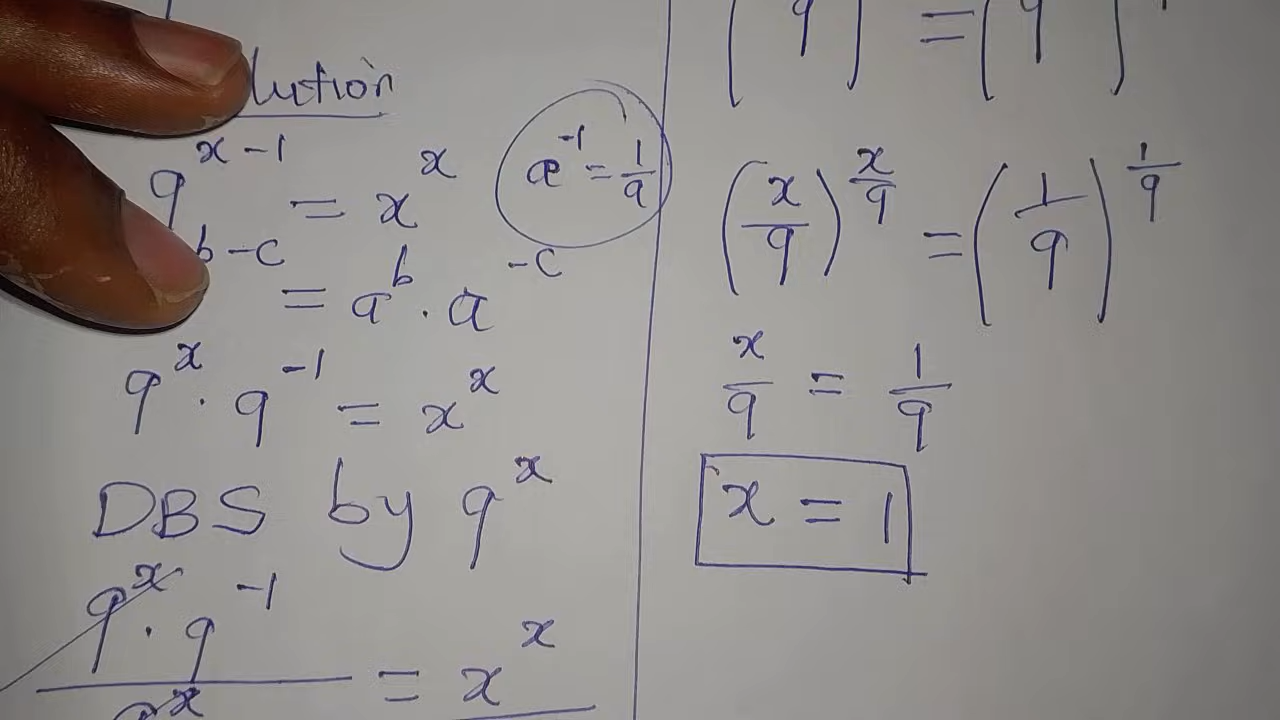 lution
9^{x-1} = x^x
a^{-1} = 1/a
b-c = a^b . a^{-c}
9^x . 9^{-1} = x^x
DBS by 9^x
9^x . 9^{-1} / 9^x = x^x
( 9 ) = ( 9 )
(x/9)^{x/9} = (1/9)^{1/9}
x/9 = 1/9
x = 1